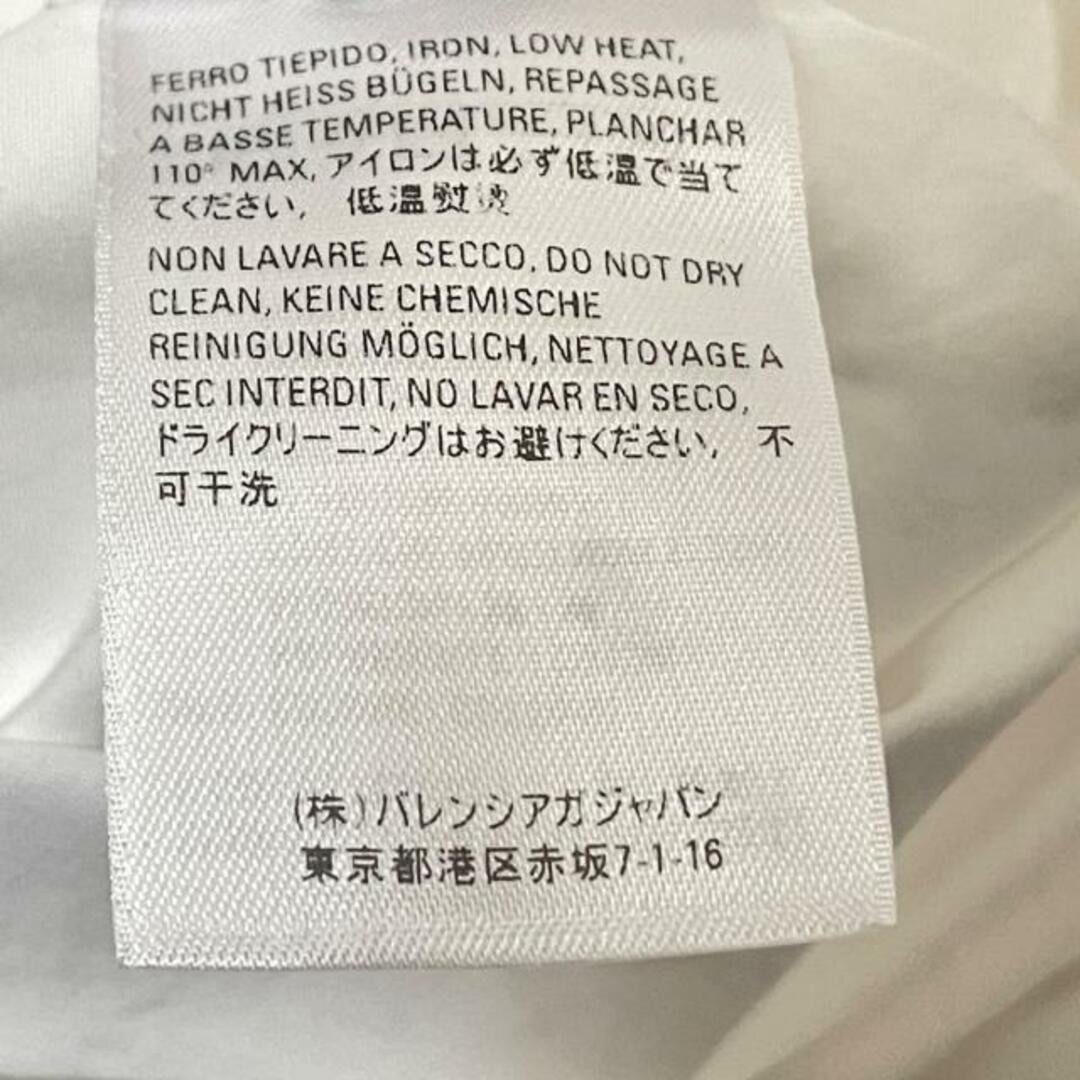 FERRO TIEPIDO, IRON, LOW HEAT,
NICHT HEISS BÜGELN, REPASSAGE
A BASSE TEMPERATURE, PLANCHAR
110° MAX, アイロンは必ず低温で当て
てください, 低温熨烫
NON LAVARE A SECCO, DO NOT DRY
CLEAN, KEINE CHEMISCHE
REINIGUNG MÖGLICH, NETTOYAGE A
SEC INTERDIT, NO LAVAR EN SECO,
ドライクリーニングはお避けください, 不
可干洗
(株)バレンシアガジャパン
東京都港区赤坂7-1-16